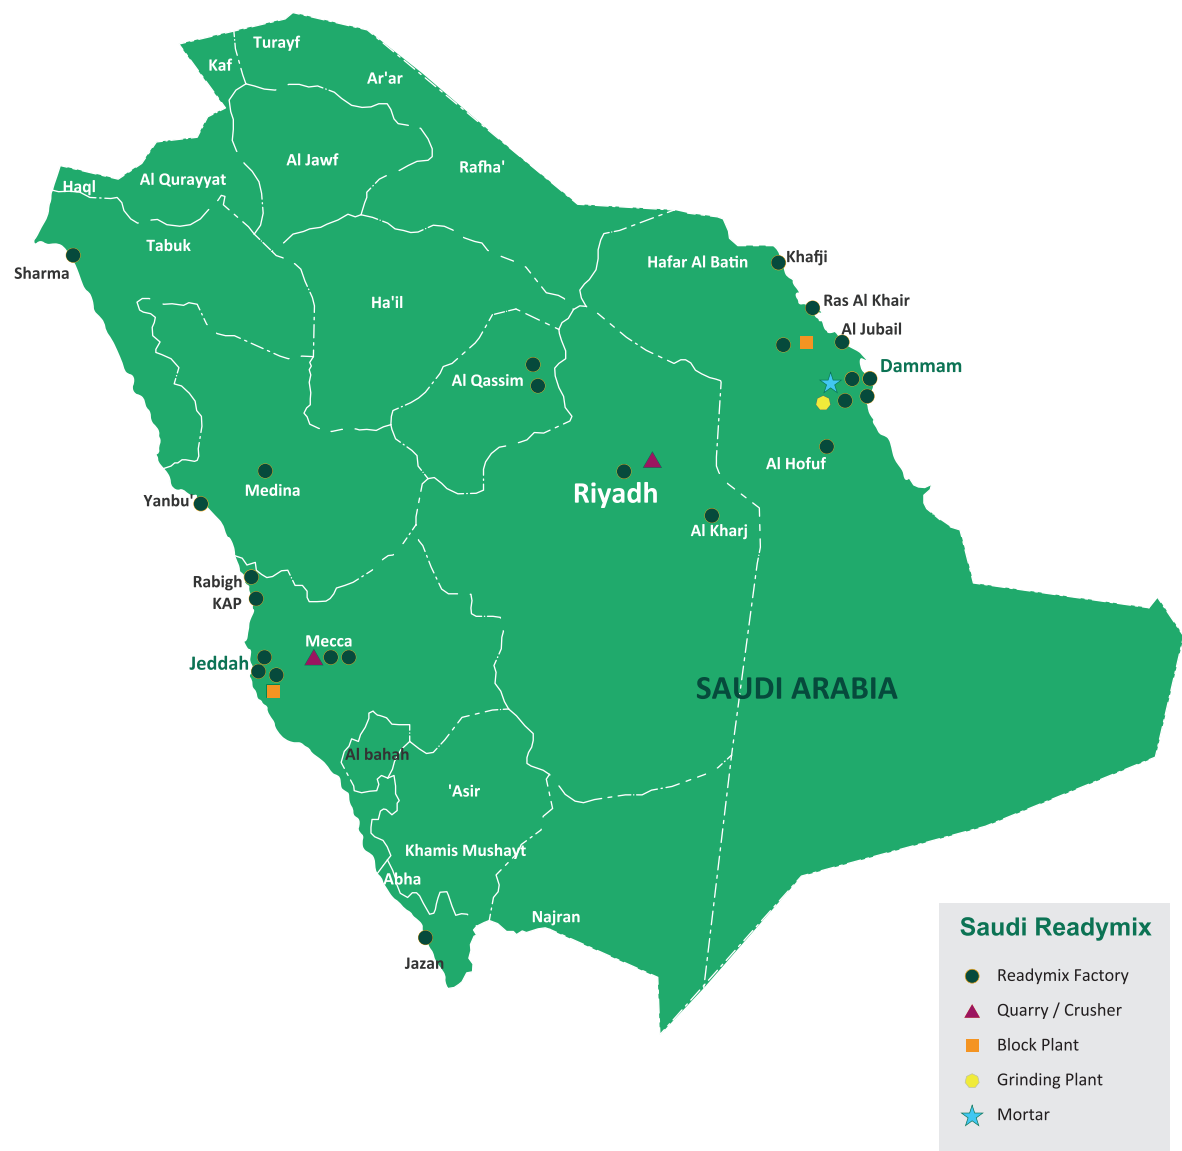 Turayf
Kaf
Ar'ar
Al Jawf
Rafha'
Haql
Al Qurayyat
Tabuk
Sharma
Hafar Al Batin
Khafji
Ha'il
Ras Al Khair
Al Jubail
Dammam
Al Qassim
Al Hofuf
Medina
Riyadh
Yanbu'
Al Kharj
Rabigh
KAP
Mecca
Jeddah
SAUDI ARABIA
Al bahah
'Asir
Khamis Mushayt
Abha
Najran
Jazan
Saudi Readymix
Readymix Factory
Quarry / Crusher
Block Plant
Grinding Plant
Mortar